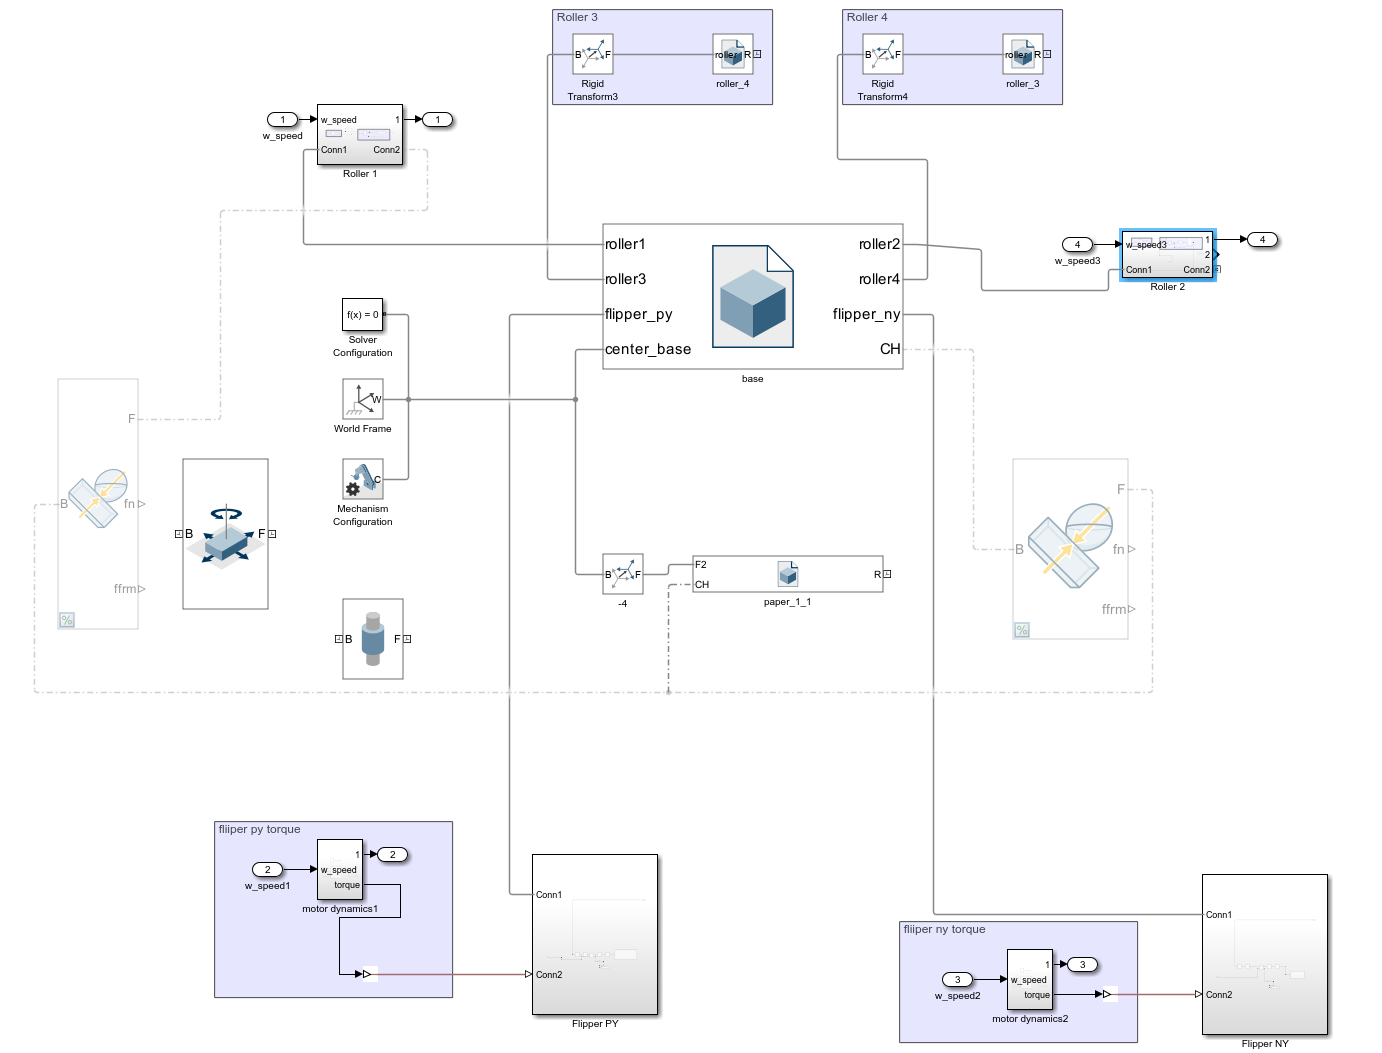 Roller 3
B
F
Rigid
Transform3
roller
R
roller_4
Roller 4
B
F
Rigid
Transform4
roller
R
roller_3
1
w_speed
w_speed
1
Conn1
Conn2
Roller 1
1
roller1
roller3
flipper_py
center_base
roller2
roller4
flipper_ny
CH
base
4
w_speed3
w_speed3
1
2
Conn1
Conn2
Roller 2
4
f(x) = 0
Solver
Configuration
W
World Frame
C
Mechanism
Configuration
F
B
fn
ffrm
%
B
F
B
F
B
F
-4
F2
CH
R
paper_1_1
F
B
fn
ffrm
%
fliiper py torque
2
w_speed1
1
w_speed
torque
motor dynamics1
2
Conn1
Conn2
Flipper PY
fliiper ny torque
3
w_speed2
1
w_speed
torque
motor dynamics2
3
Conn1
Conn2
Flipper NY